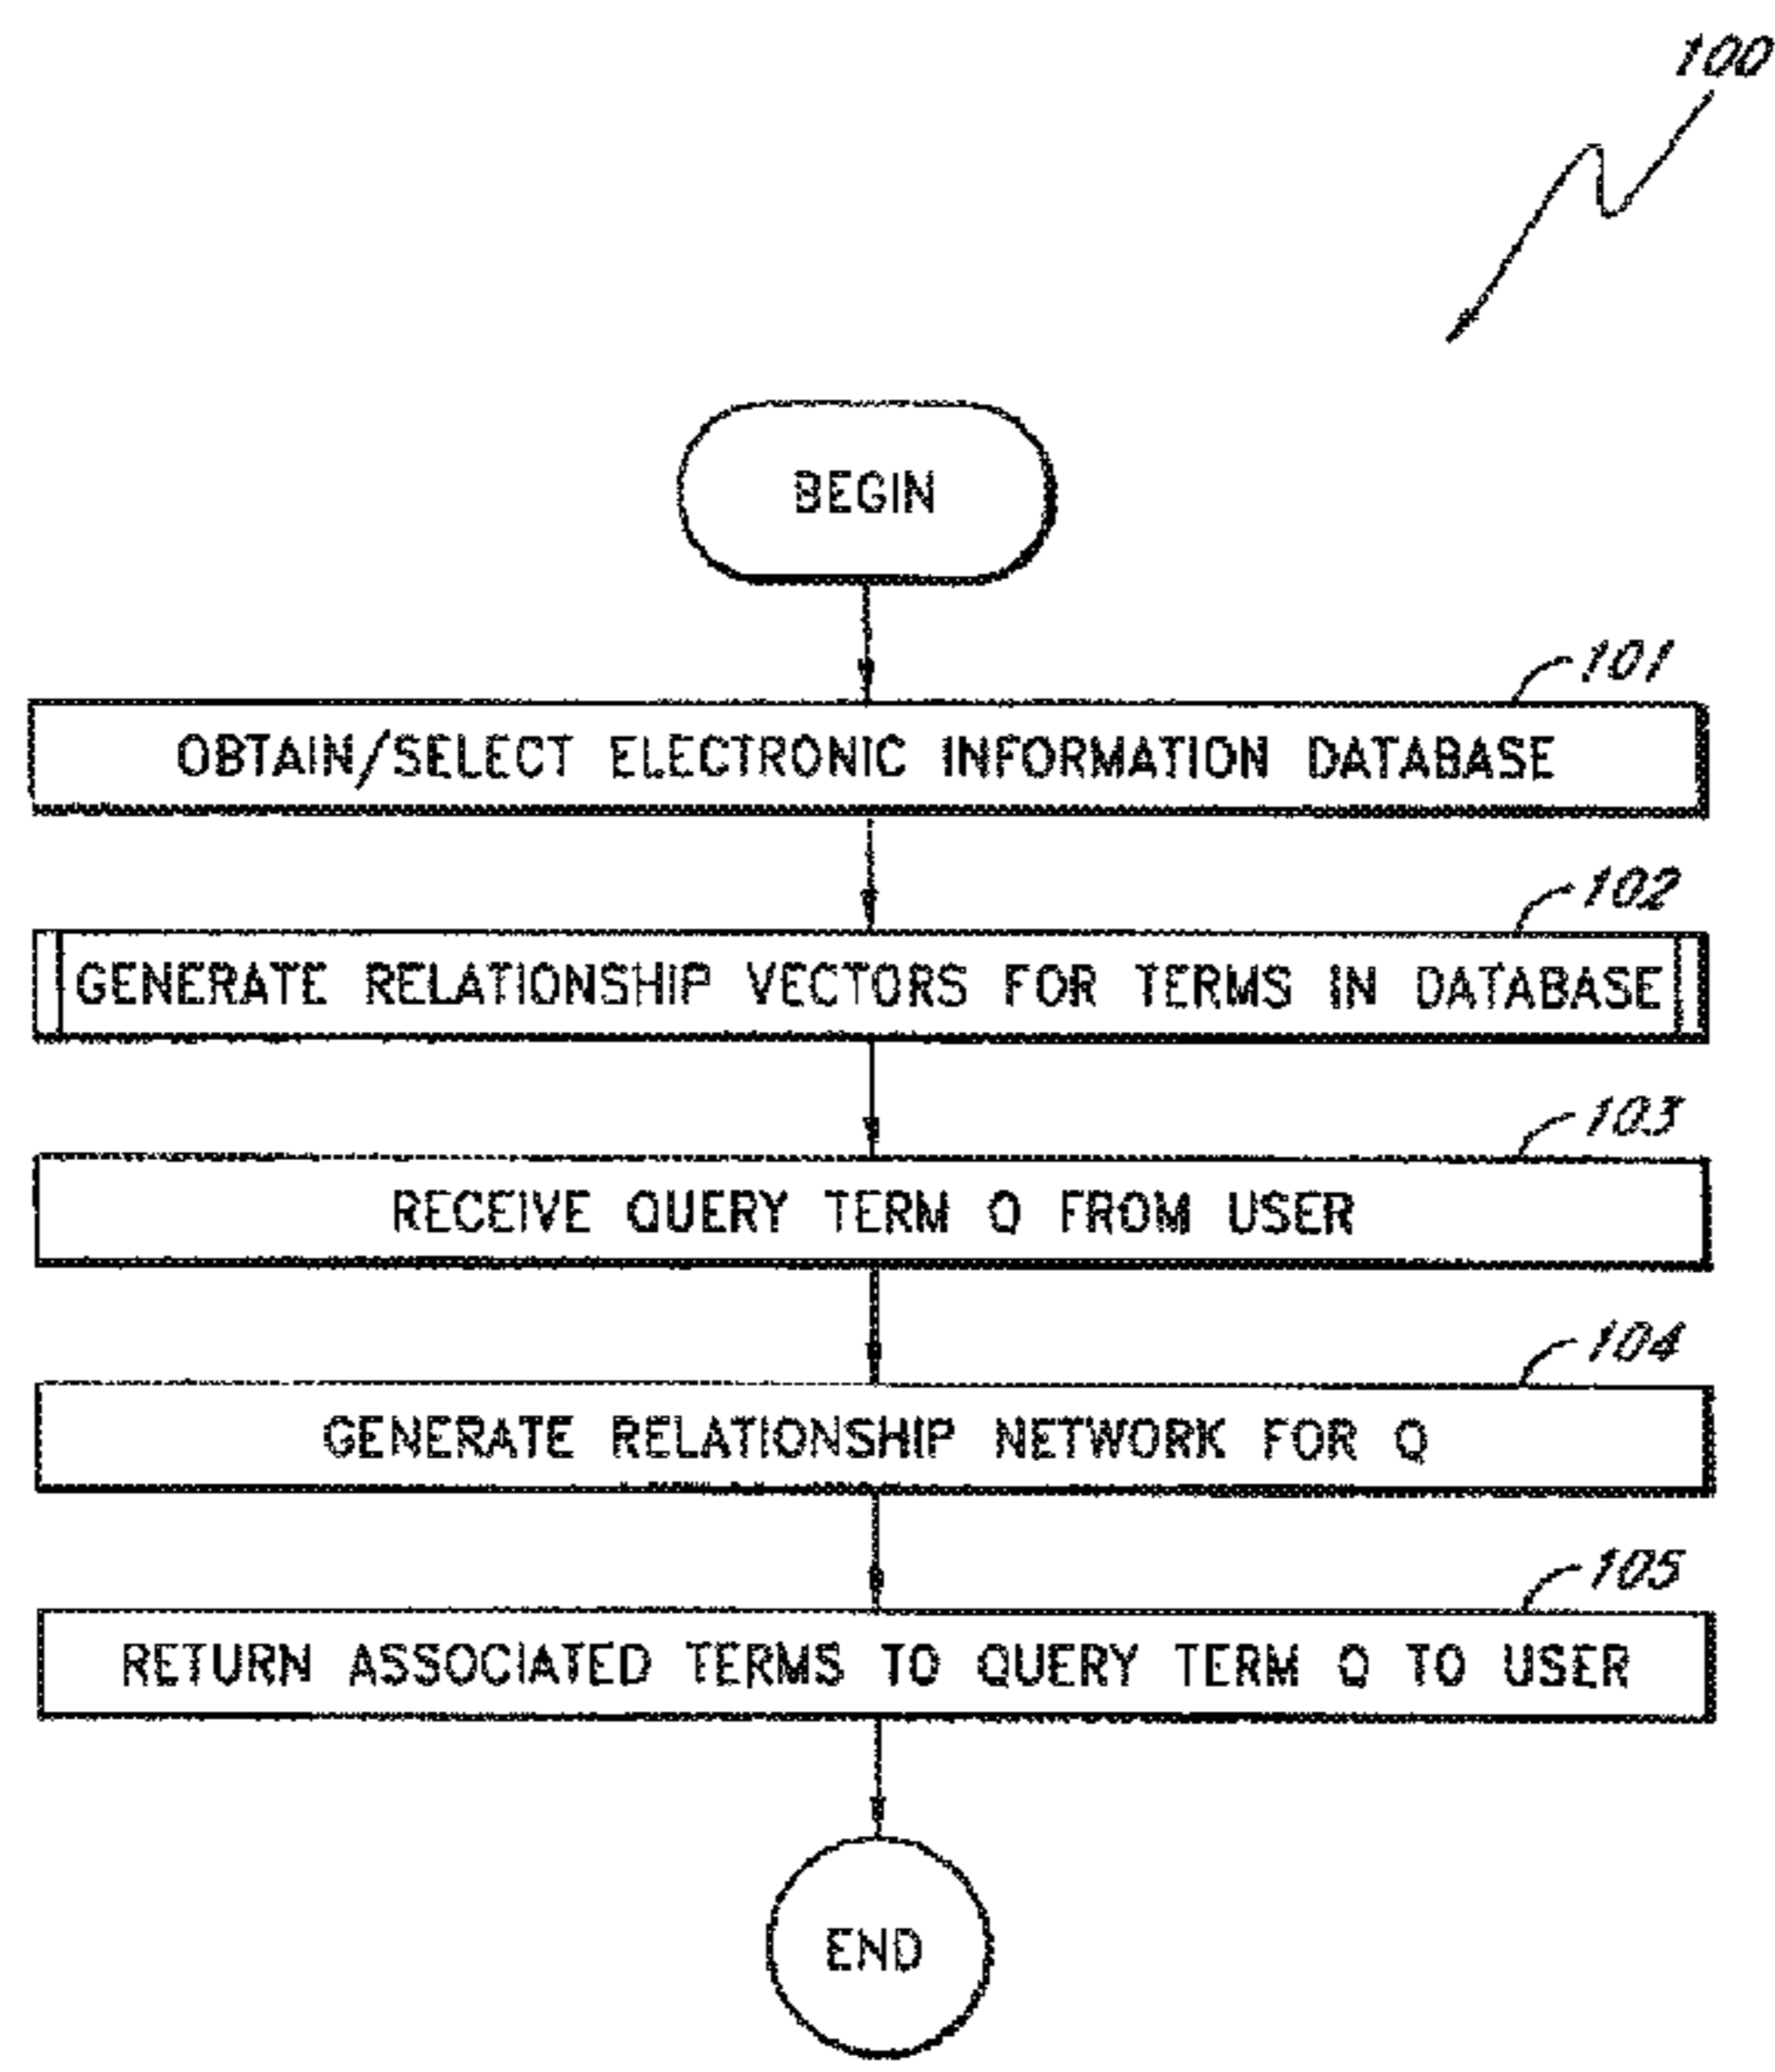 100
BEGIN
101
OBTAIN/SELECT ELECTRONIC INFORMATION DATABASE
102
GENERATE RELATIONSHIP VECTORS FOR TERMS IN DATABASE
103
RECEIVE QUERY TERM Q FROM USER
104
GENERATE RELATIONSHIP NETWORK FOR Q
105
RETURN ASSOCIATED TERMS TO QUERY TERM Q TO USER
END